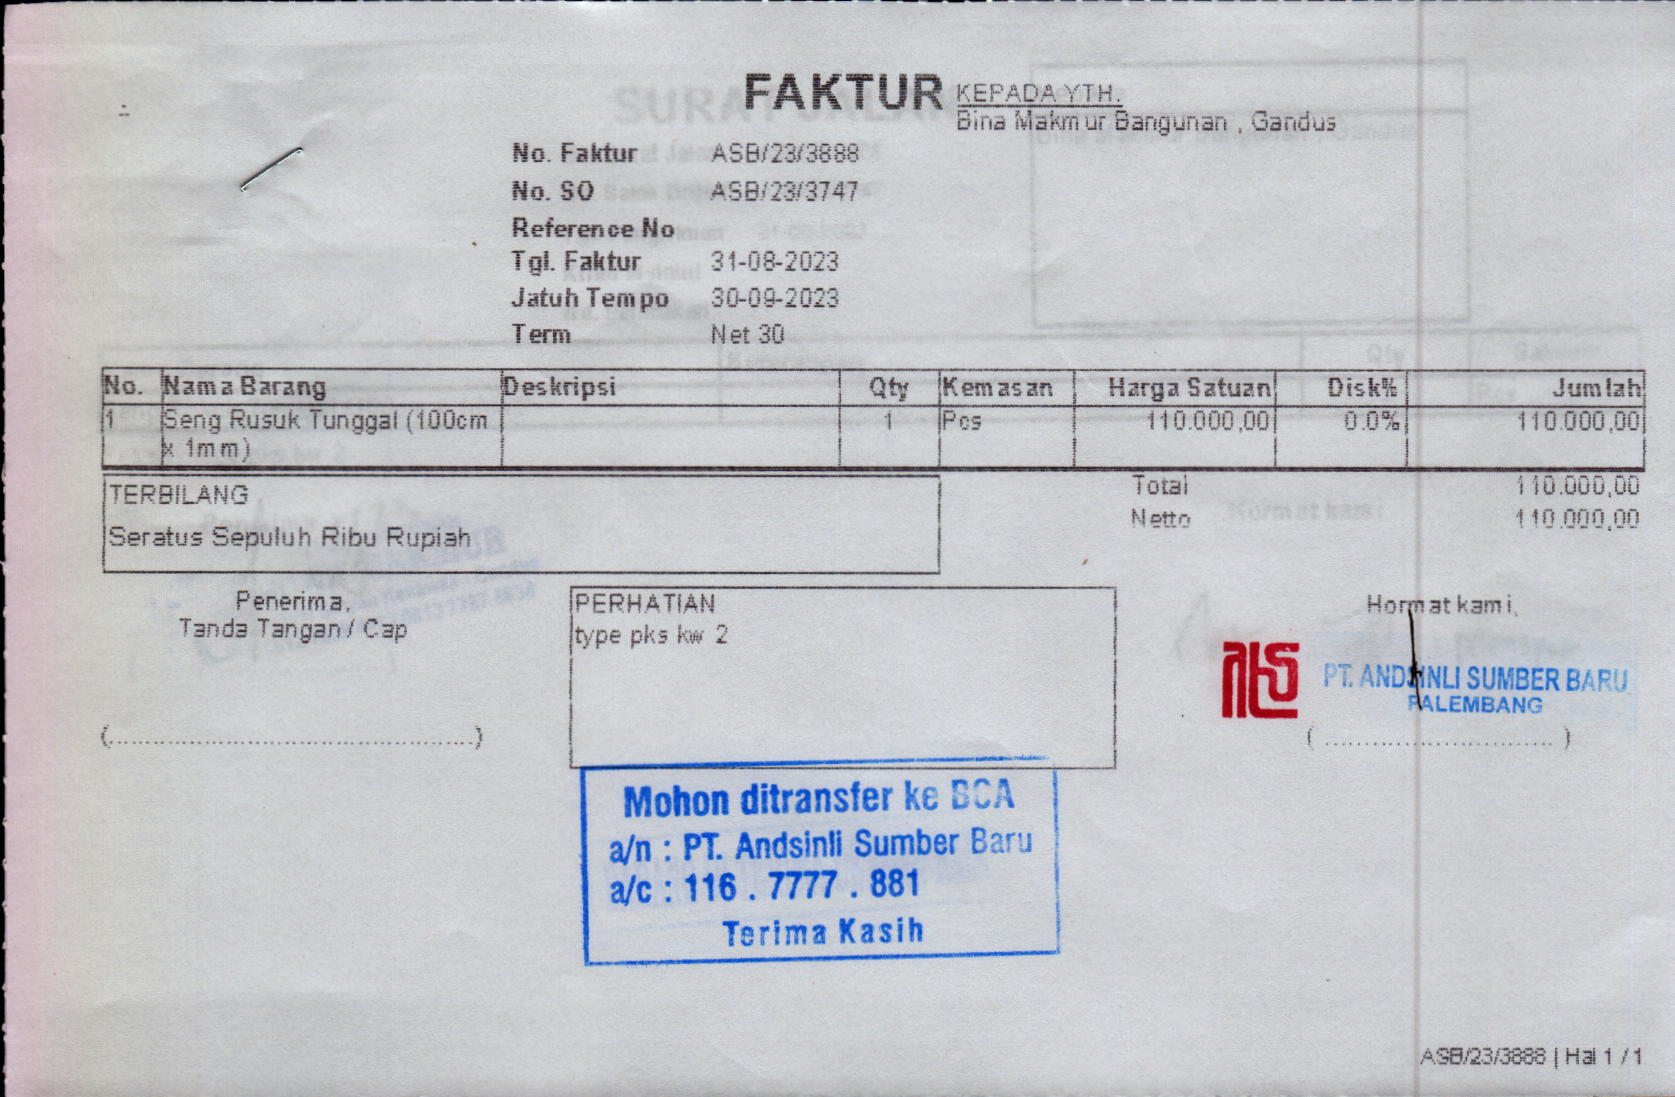 FAKTUR
KEPADA YTH.
Bina Makmur Bangunan , Gandus
No. Faktur ASB/23/3888
No. SO ASB/23/3747
Reference No
Tgl. Faktur 31-08-2023
Jatuh Tempo 30-09-2023
Term Net 30
No. Nama Barang Deskripsi Qty Kemasan Harga Satuan Disk% Jumlah
1 Seng Rusuk Tunggal (100cm 1 Pcs 110.000,00 0.0% 110.000,00
x 1mm)
TERBILANG
Seratus Sepuluh Ribu Rupiah
Total 110.000,00
Netto 110.000,00
Penerima,
Tanda Tangan / Cap
(..........................................................)
PERHATIAN
type pks kw 2
Hormat kami,
PT. ANDSINLI SUMBER BARU
PALEMBANG
( .................................... )
Mohon ditransfer ke BCA
a/n : PT. Andsinli Sumber Baru
a/c : 116 . 7777 . 881
Terima Kasih
ASB/23/3888 | Hal 1 / 1